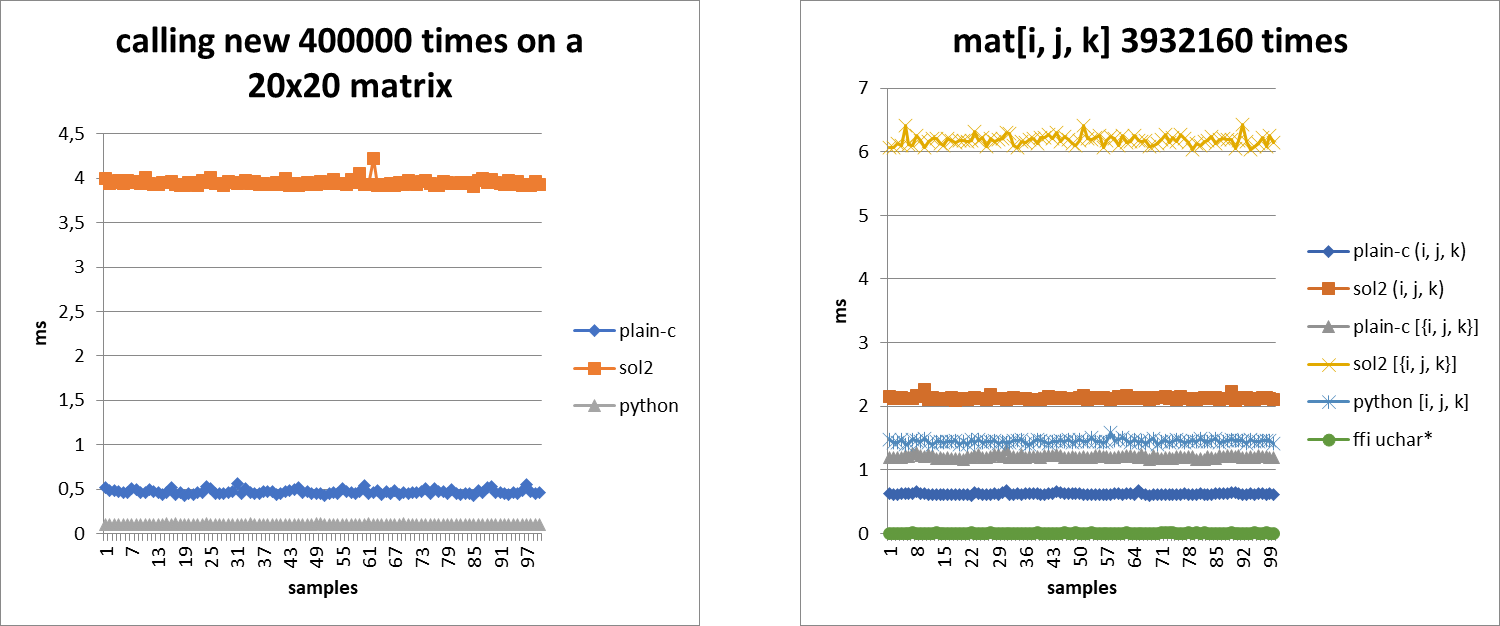 calling new 400000 times on a
20x20 matrix
4,5
4
3,5
3
2,5
2
1,5
1
0,5
0
ms
1 7 13 19 25 31 37 43 49 55 61 67 73 79 85 91 97
samples
plain-c
sol2
python
mat[i, j, k] 3932160 times
7
6
5
4
3
2
1
0
ms
1 8 15 22 29 36 43 50 57 64 71 78 85 92 99
samples
plain-c (i, j, k)
sol2 (i, j, k)
plain-c [{i, j, k}]
sol2 [{i, j, k}]
python [i, j, k]
ffi uchar*